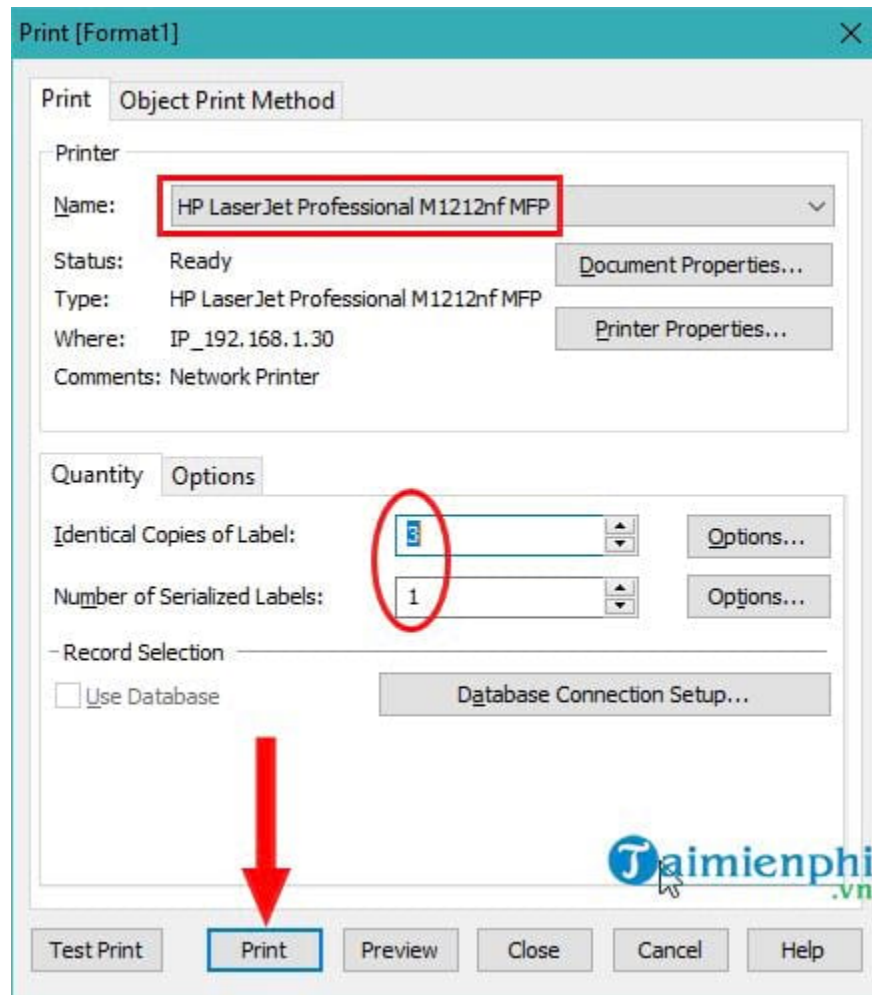 Print [Format1]
Print Object Print Method
Printer
Name: HP LaserJet Professional M1212nf MFP
Status: Ready Document Properties...
Type: HP LaserJet Professional M1212nf MFP
Where: IP_192.168.1.30 Printer Properties...
Comments: Network Printer
Quantity Options
Identical Copies of Label: 3 Options...
Number of Serialized Labels: 1 Options...
Record Selection
Use Database Database Connection Setup...
Taimienphi
.vn
Test Print Print Preview Close Cancel Help